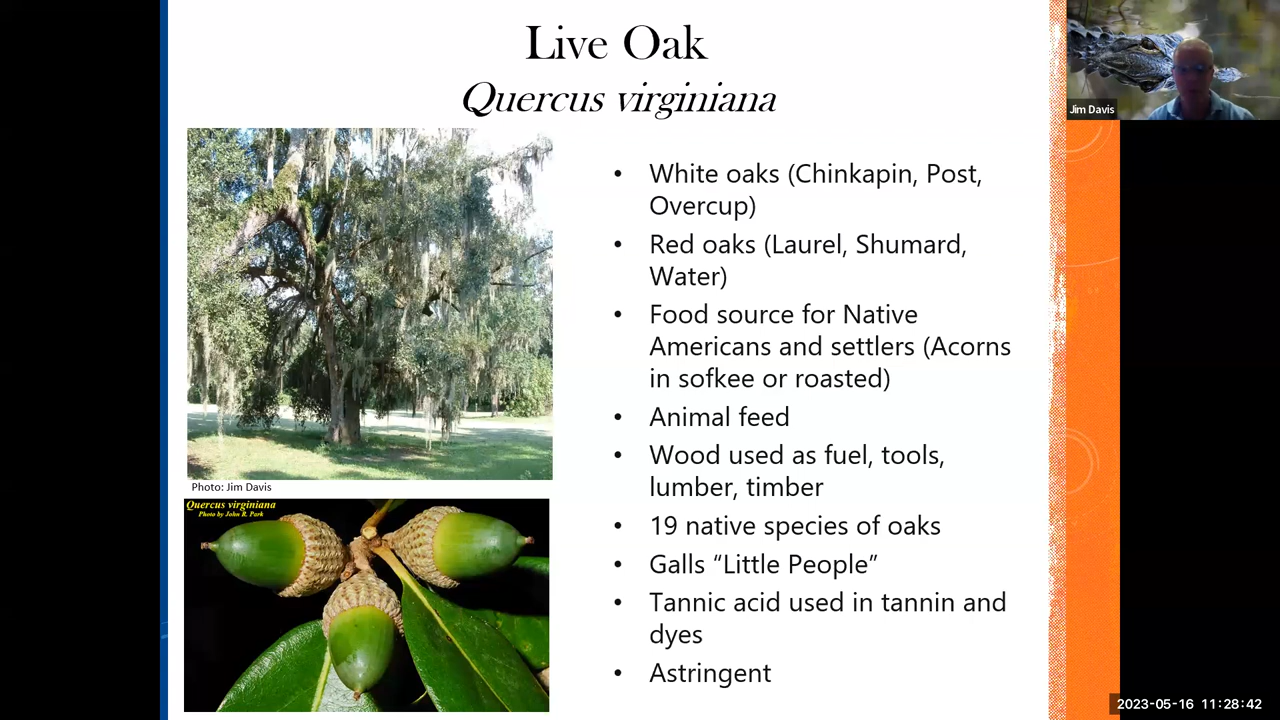 Live Oak
Quercus virginiana
Jim Davis
• White oaks (Chinkapin, Post,
Overcup)
• Red oaks (Laurel, Shumard,
Water)
• Food source for Native
Americans and settlers (Acorns
in sofkee or roasted)
• Animal feed
• Wood used as fuel, tools,
lumber, timber
• 19 native species of oaks
• Galls “Little People”
• Tannic acid used in tannin and
dyes
• Astringent
Photo: Jim Davis
Quercus virginiana
Photo by John R. Park
2023-05-16 11:28:42